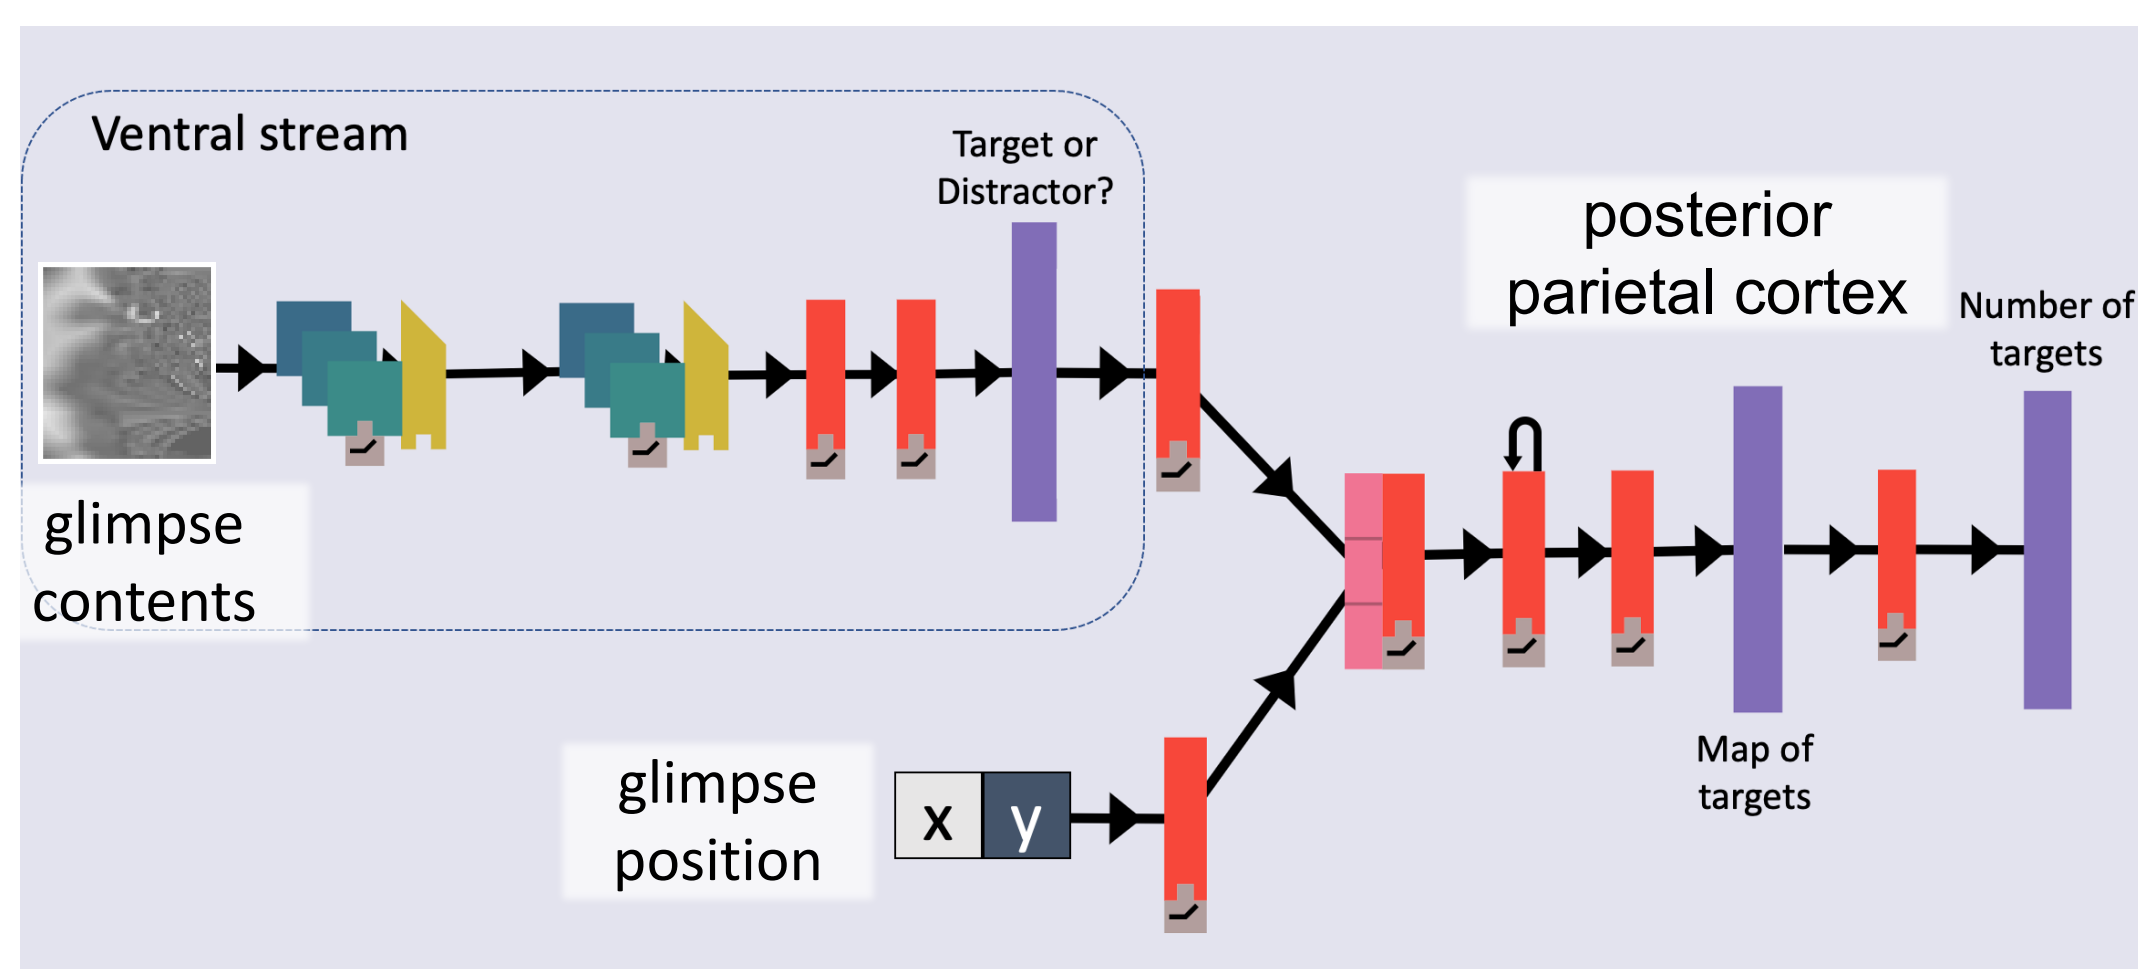 Ventral stream
Target or
Distractor?
glimpse
contents
posterior
parietal cortex
Number of
targets
Map of
targets
glimpse
position
x y